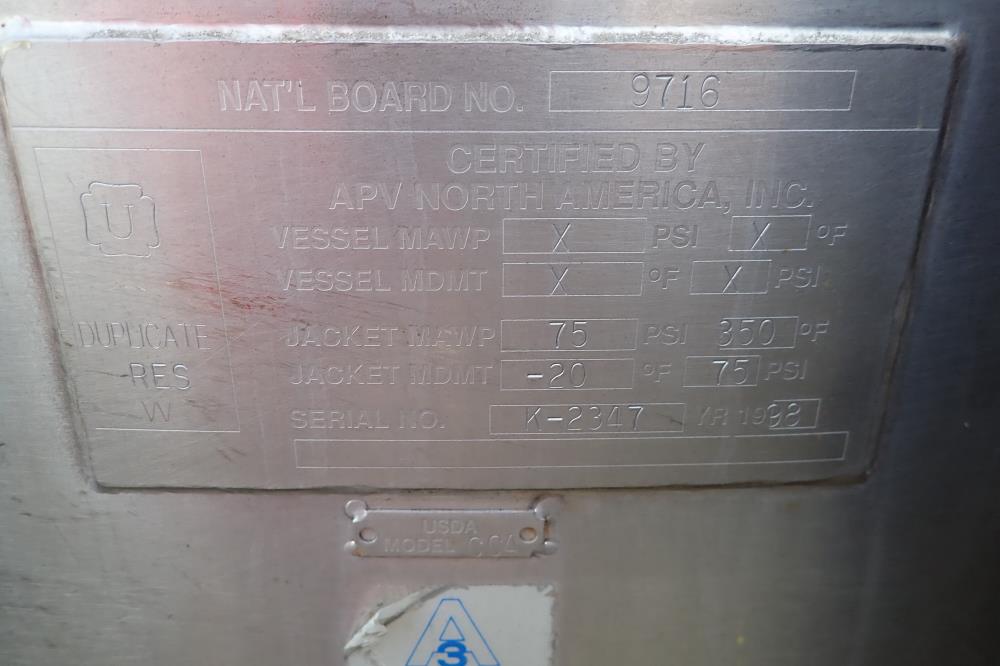 NAT'L BOARD NO. 9716
CERTIFIED BY
APV NORTH AMERICA, INC.
U
VESSEL MAWP X PSI X °F
VESSEL MDMT X °F X PSI
DUPLICATE
RES
W
JACKET MAWP 75 PSI 350 °F
JACKET MDMT -20 °F 75 PSI
SERIAL NO. K-2347 YR 1998
USDA
MODEL
A
3